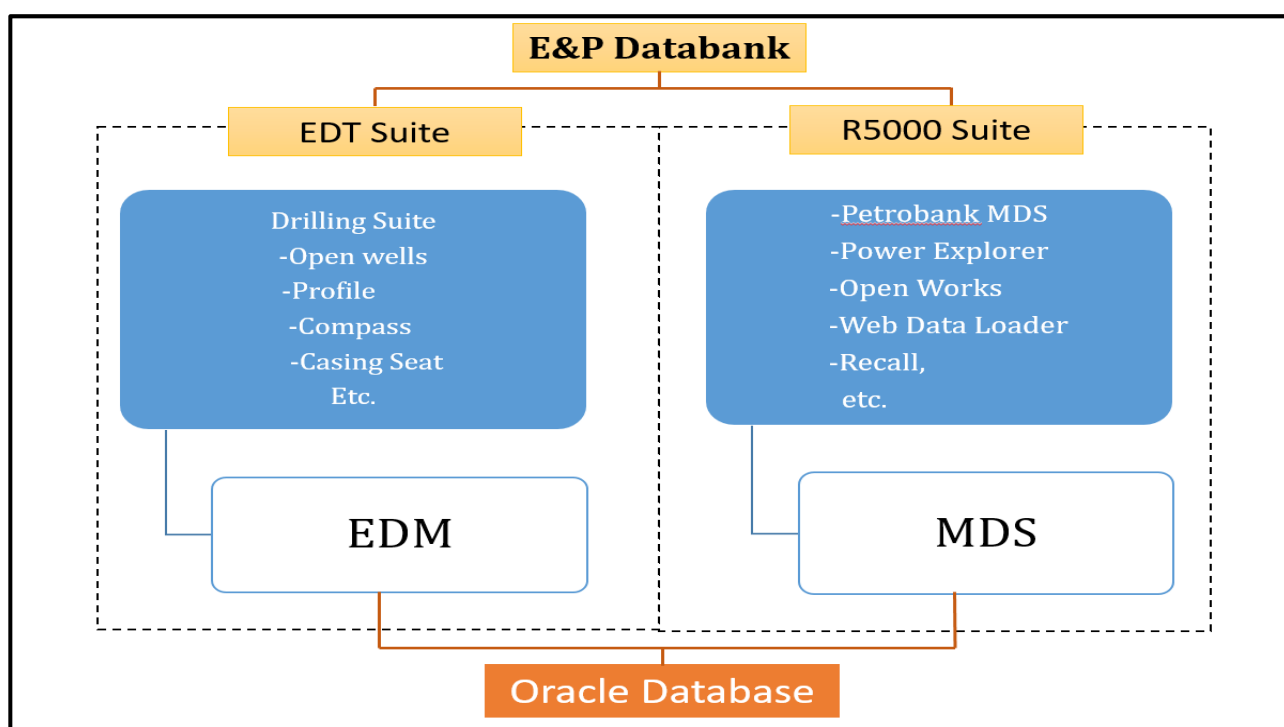 E&P Databank
EDT Suite
R5000 Suite
Drilling Suite
-Open wells
-Profile
-Compass
-Casing Seat
Etc.
-Petrobank MDS
-Power Explorer
-Open Works
-Web Data Loader
-Recall,
etc.
EDM
MDS
Oracle Database